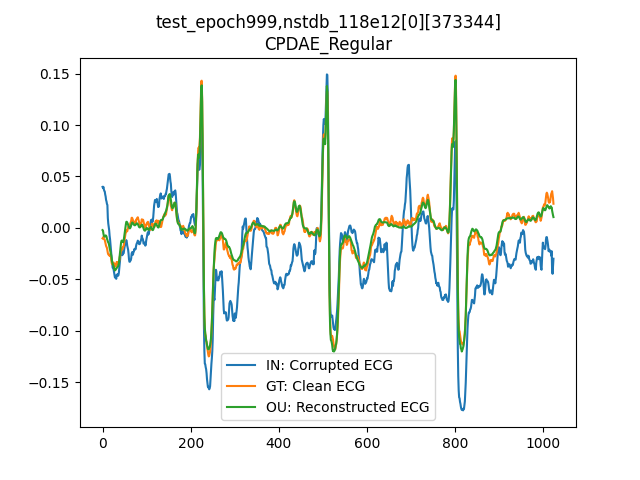 test_epoch999,nstdb_118e12[0][373344]
CPDAE_Regular
0.15
0.10
0.05
0.00
−0.05
−0.10
−0.15
IN: Corrupted ECG
GT: Clean ECG
OU: Reconstructed ECG
0 200 400 600 800 1000